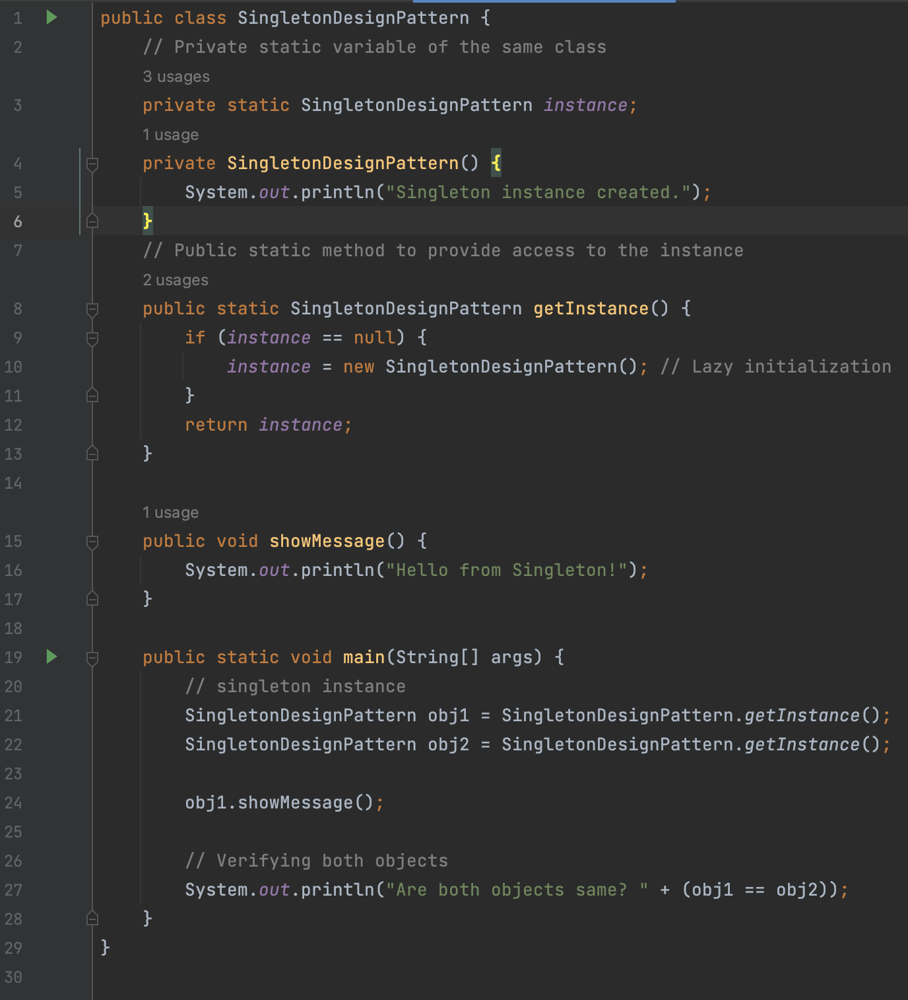 1 public class SingletonDesignPattern {
2 // Private static variable of the same class
3 usages
3 private static SingletonDesignPattern instance;
1 usage
4 private SingletonDesignPattern() {
5 System.out.println("Singleton instance created.");
6 }
7 // Public static method to provide access to the instance
2 usages
8 public static SingletonDesignPattern getInstance() {
9 if (instance == null) {
10 instance = new SingletonDesignPattern(); // Lazy initialization
11 }
12 return instance;
13 }
14
1 usage
15 public void showMessage() {
16 System.out.println("Hello from Singleton!");
17 }
18
19 public static void main(String[] args) {
20 // singleton instance
21 SingletonDesignPattern obj1 = SingletonDesignPattern.getInstance();
22 SingletonDesignPattern obj2 = SingletonDesignPattern.getInstance();
23
24 obj1.showMessage();
25
26 // Verifying both objects
27 System.out.println("Are both objects same? " + (obj1 == obj2));
28 }
29 }
30